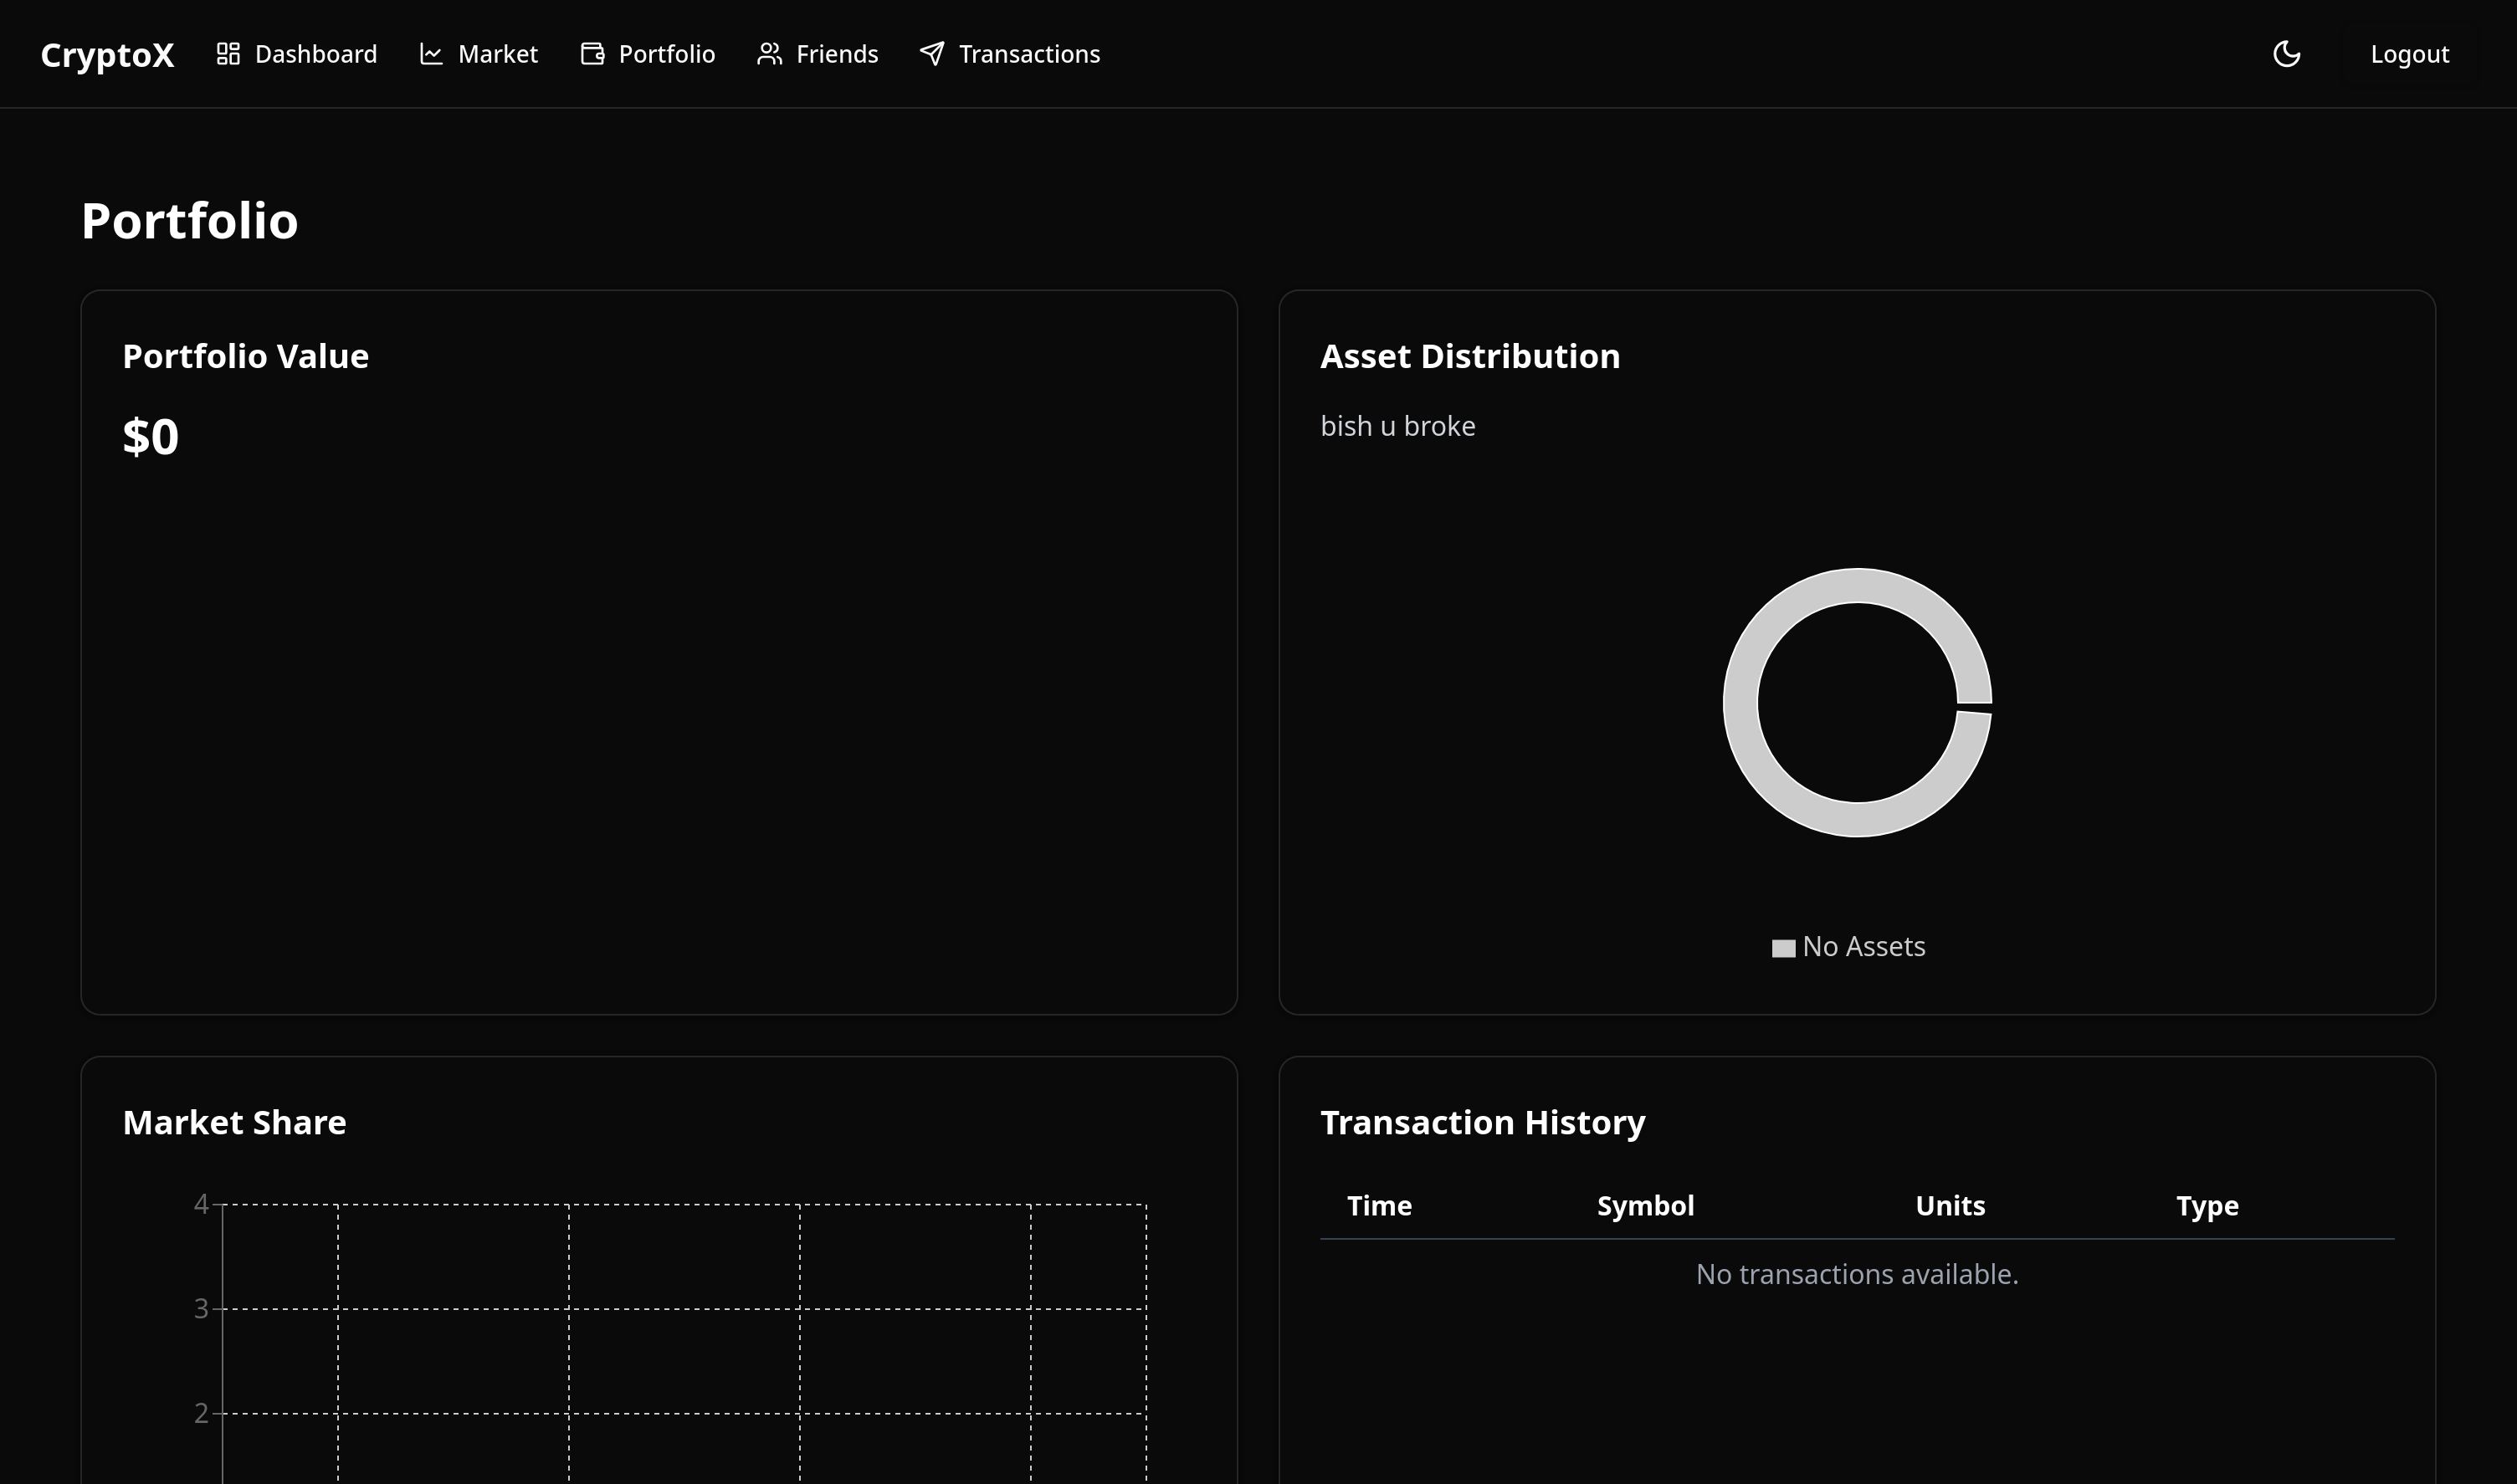 CryptoX Dashboard Market Portfolio Friends Transactions Logout
Portfolio
Portfolio Value
$0
Asset Distribution
bish u broke
No Assets
Market Share
4
3
2
Transaction History
Time Symbol Units Type
No transactions available.